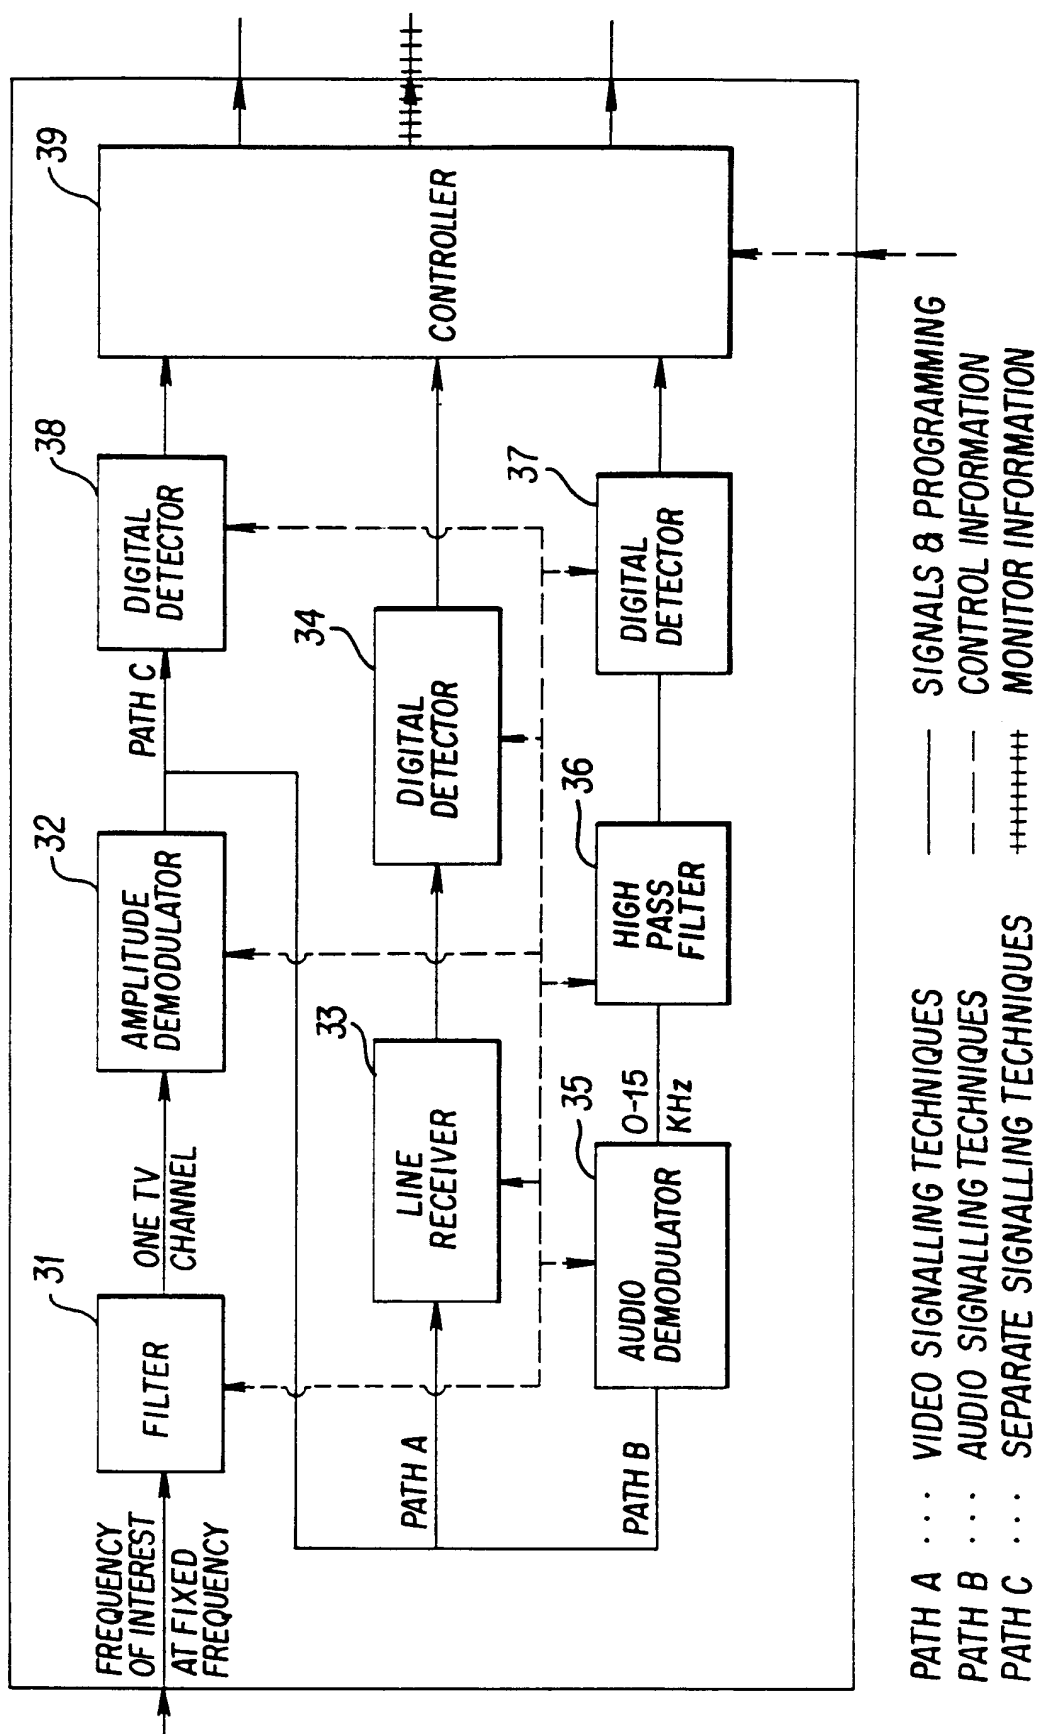 FREQUENCY
OF INTEREST
AT FIXED
FREQUENCY
31
FILTER
ONE TV
CHANNEL
32
AMPLITUDE
DEMODULATOR
PATH C
38
DIGITAL
DETECTOR
39
CONTROLLER
PATH A
33
LINE
RECEIVER
34
DIGITAL
DETECTOR
PATH B
35
AUDIO
DEMODULATOR
0-15
KHz
36
HIGH
PASS
FILTER
37
DIGITAL
DETECTOR
PATH A ... VIDEO SIGNALLING TECHNIQUES
PATH B ... AUDIO SIGNALLING TECHNIQUES
PATH C ... SEPARATE SIGNALLING TECHNIQUES
SIGNALS & PROGRAMMING
CONTROL INFORMATION
MONITOR INFORMATION